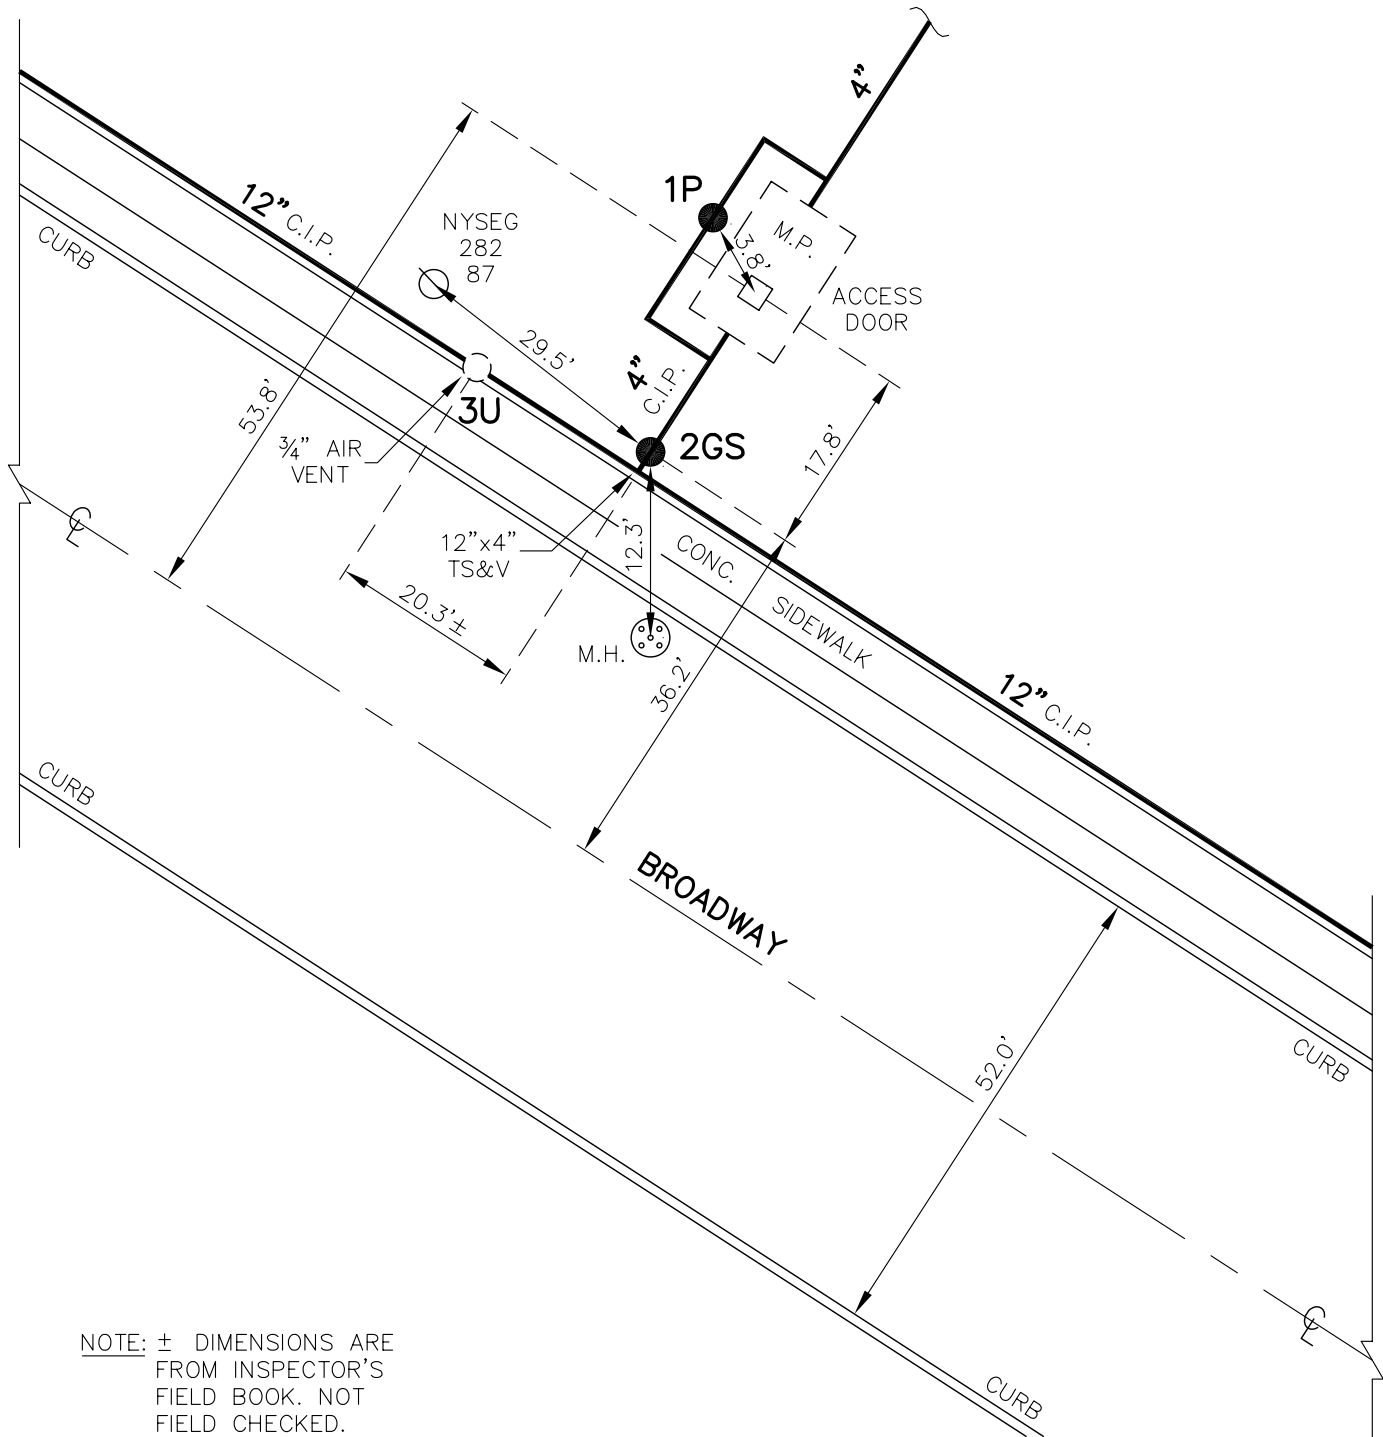 4"
1P
12" C.I.P.
NYSEG
282
87
M.P.
3.8'
CURB
ACCESS
DOOR
29.5'
4"
C.I.P.
53.8'
3U
2GS
17.8'
3/4" AIR
VENT
℄
12"x4"
TS&V
12.3'
CONC. SIDEWALK
20.3'±
M.H.
36.2'
12" C.I.P.
CURB
BROADWAY
52.0'
CURB
℄
NOTE: ± DIMENSIONS ARE
FROM INSPECTOR'S
FIELD BOOK. NOT
FIELD CHECKED.
CURB